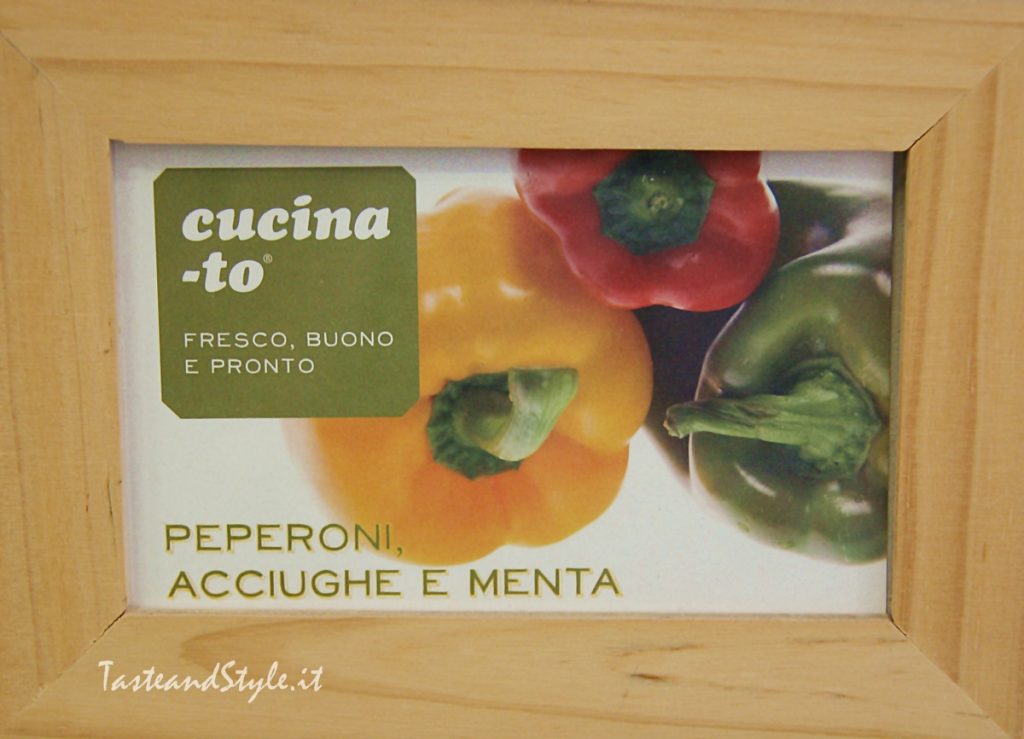 cucina
-to®
FRESCO, BUONO
E PRONTO
PEPERONI,
ACCIUGHE E MENTA
TasteandStyle.it